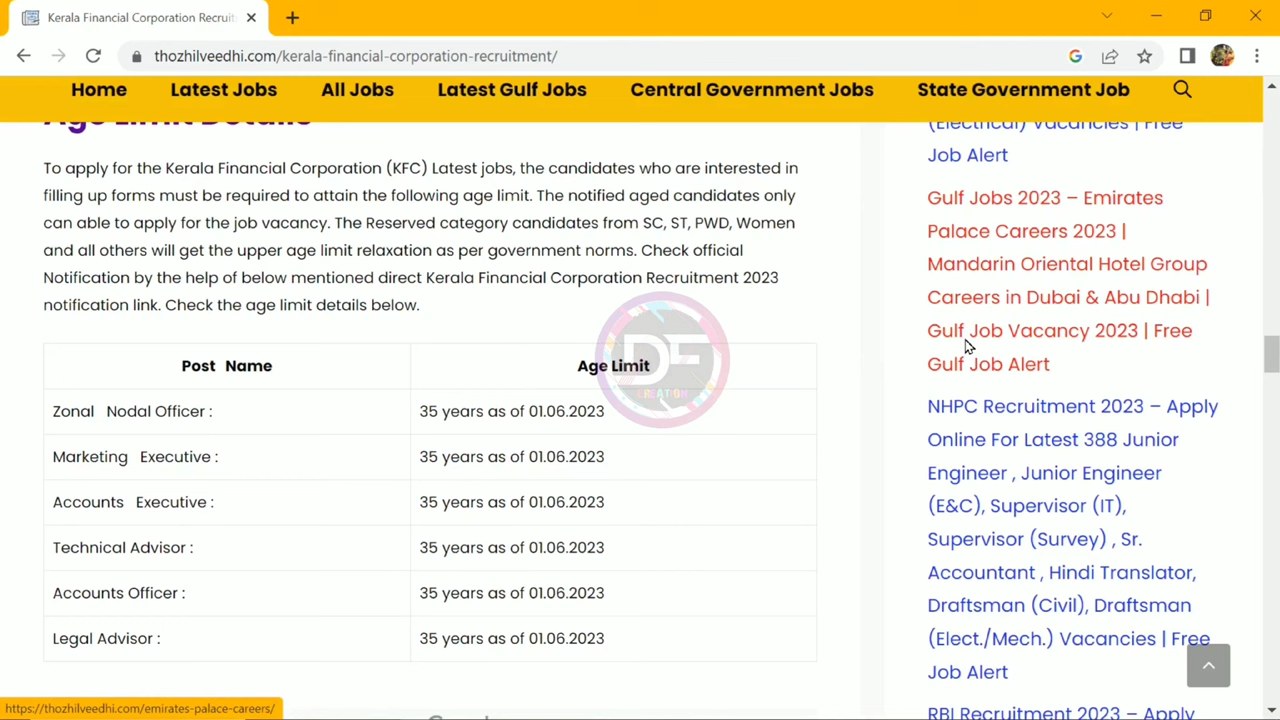 Kerala Financial Corporation Recruit
thozhilveedhi.com/kerala-financial-corporation-recruitment/
Home Latest Jobs All Jobs Latest Gulf Jobs Central Government Jobs State Government Job
Age Limit Details
To apply for the Kerala Financial Corporation (KFC) Latest jobs, the candidates who are interested in
filling up forms must be required to attain the following age limit. The notified aged candidates only
can able to apply for the job vacancy. The Reserved category candidates from SC, ST, PWD, Women
and all others will get the upper age limit relaxation as per government norms. Check official
Notification by the help of below mentioned direct Kerala Financial Corporation Recruitment 2023
notification link. Check the age limit details below.
Post Name Age Limit
Zonal Nodal Officer : 35 years as of 01.06.2023
Marketing Executive : 35 years as of 01.06.2023
Accounts Executive : 35 years as of 01.06.2023
Technical Advisor : 35 years as of 01.06.2023
Accounts Officer : 35 years as of 01.06.2023
Legal Advisor : 35 years as of 01.06.2023
DF
CREATION
(Electrical) Vacancies | Free
Job Alert
Gulf Jobs 2023 – Emirates
Palace Careers 2023 |
Mandarin Oriental Hotel Group
Careers in Dubai & Abu Dhabi |
Gulf Job Vacancy 2023 | Free
Gulf Job Alert
NHPC Recruitment 2023 – Apply
Online For Latest 388 Junior
Engineer , Junior Engineer
(E&C), Supervisor (IT),
Supervisor (Survey) , Sr.
Accountant , Hindi Translator,
Draftsman (Civil), Draftsman
(Elect./Mech.) Vacancies | Free
Job Alert
RBI Recruitment 2023 – Apply
https://thozhilveedhi.com/emirates-palace-careers/